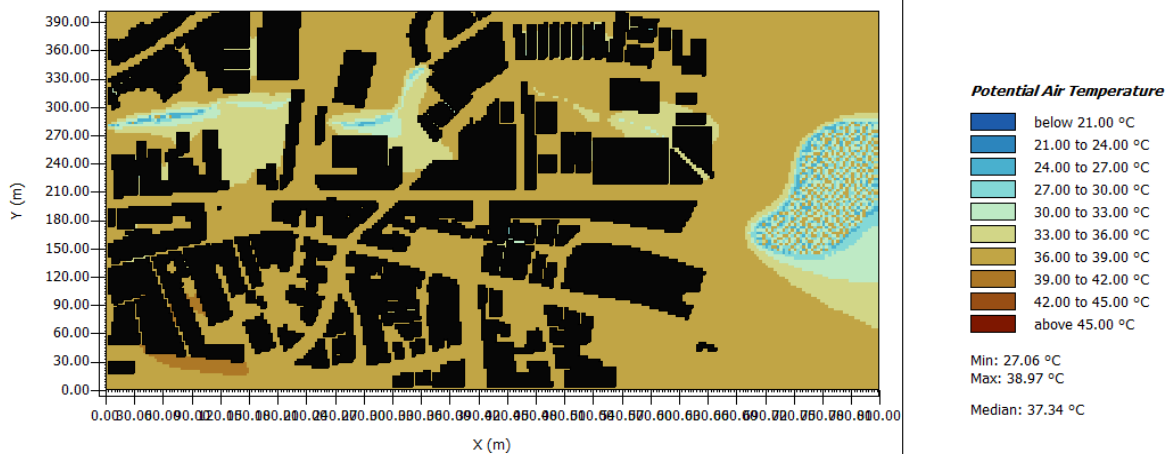 390.00
360.00
330.00
300.00
270.00
240.00
210.00
180.00
150.00
120.00
90.00
60.00
30.00
0.00
Y (m)
X (m)
Potential Air Temperature
below 21.00 °C
21.00 to 24.00 °C
24.00 to 27.00 °C
27.00 to 30.00 °C
30.00 to 33.00 °C
33.00 to 36.00 °C
36.00 to 39.00 °C
39.00 to 42.00 °C
42.00 to 45.00 °C
above 45.00 °C
Min: 27.06 °C
Max: 38.97 °C
Median: 37.34 °C